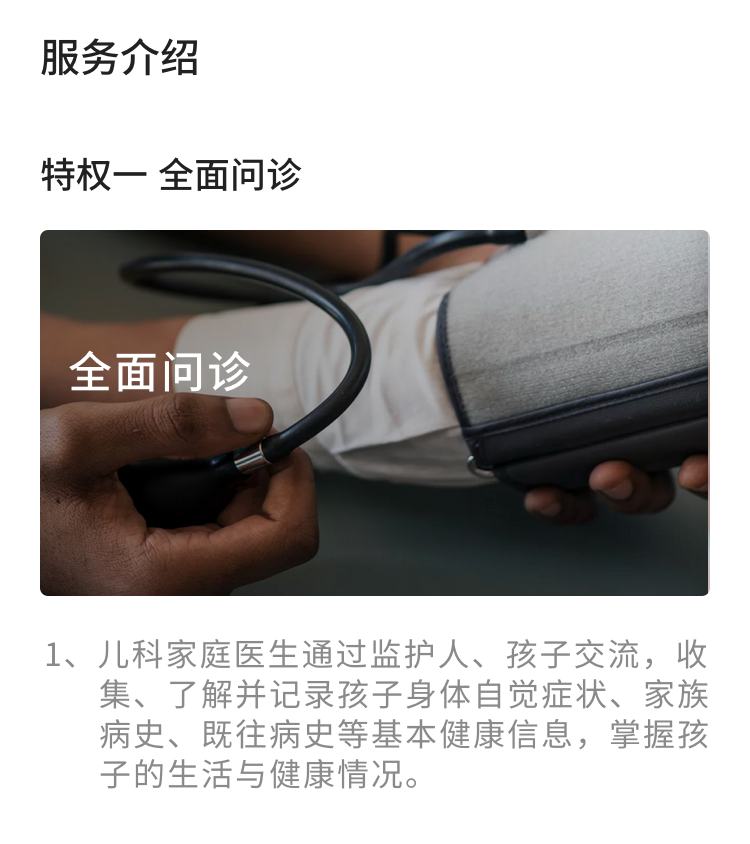 服务介绍
特权一 全面问诊
全面问诊
1、儿科家庭医生通过监护人、孩子交流，收
集、了解并记录孩子身体自觉症状、家族
病史、既往病史等基本健康信息，掌握孩
子的生活与健康情况。